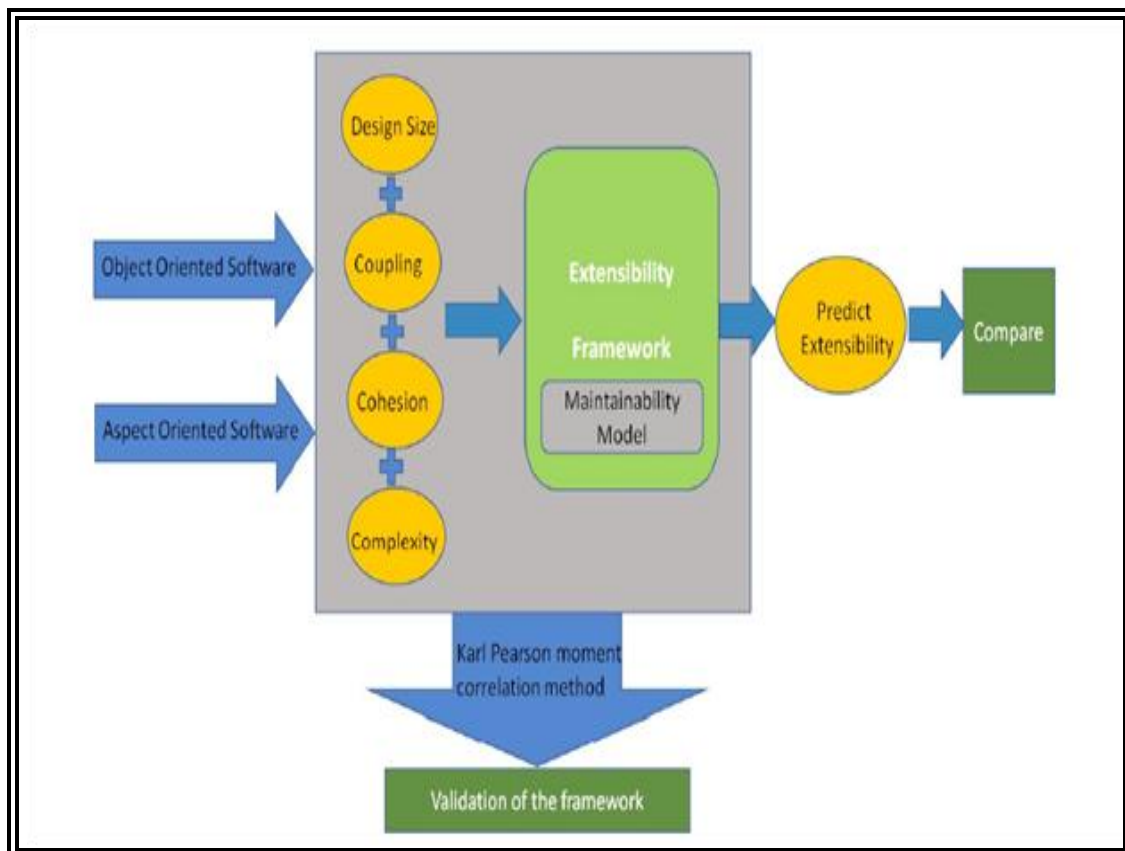 Design Size
Object Oriented Software
Coupling
Extensibility
Framework
Predict
Extensibility
Compare
Aspect Oriented Software
Cohesion
Maintainability
Model
Complexity
Karl Pearson moment
correlation method
Validation of the framework